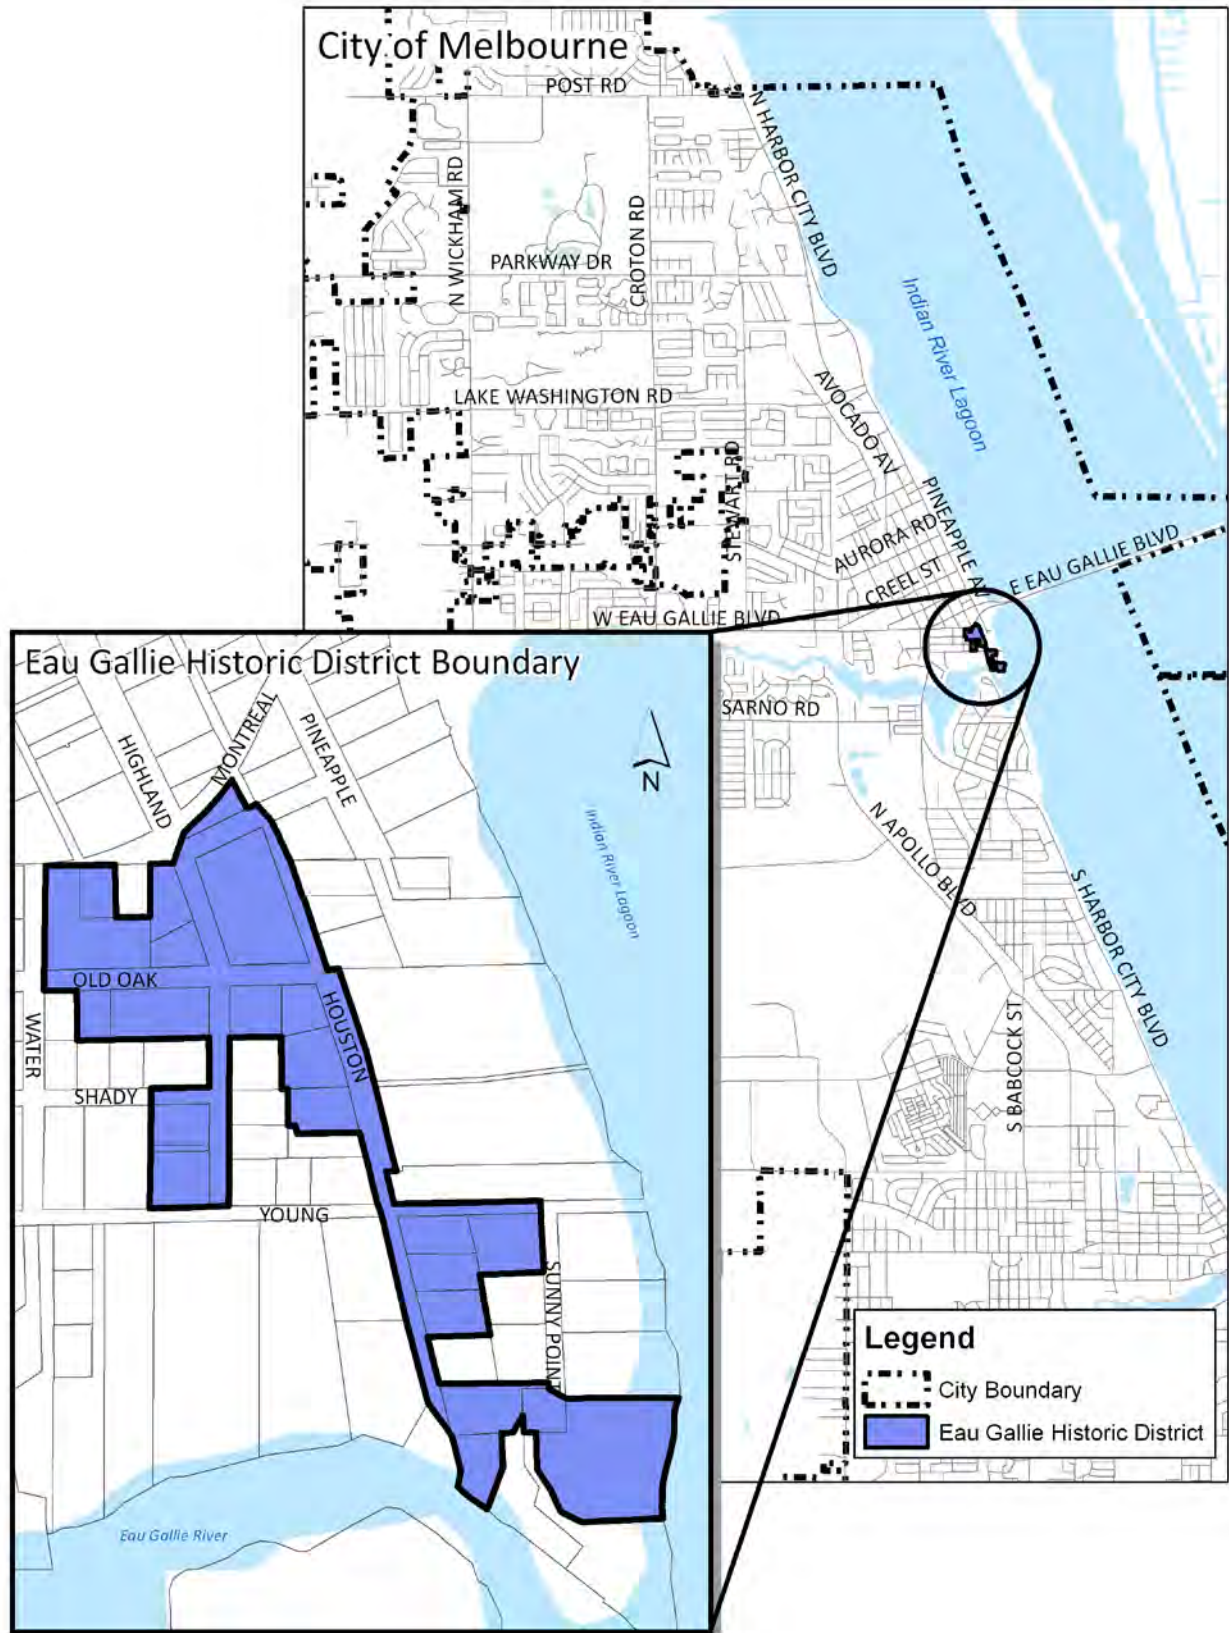 City of Melbourne
POST RD
N HARBOR CITY BLVD
N WICKHAM RD
CROTON RD
PARKWAY DR
Indian River Lagoon
LAKE WASHINGTON RD
AVOCADO AV
STEWART RD
PINEAPPLE AV
AURORA RD
CREEL ST
E EAU GALLIE BLVD
W EAU GALLIE BLVD
SARNO RD
N APOLLO BLVD
S HARBOR CITY BLVD
S BABCOCK ST
Eau Gallie Historic District Boundary
HIGHLAND
MONTREAL
PINEAPPLE
N
Indian River Lagoon
OLD OAK
WATER
HOUSTON
SHADY
YOUNG
SUNNY POINT
Eau Gallie River
Legend
City Boundary
Eau Gallie Historic District